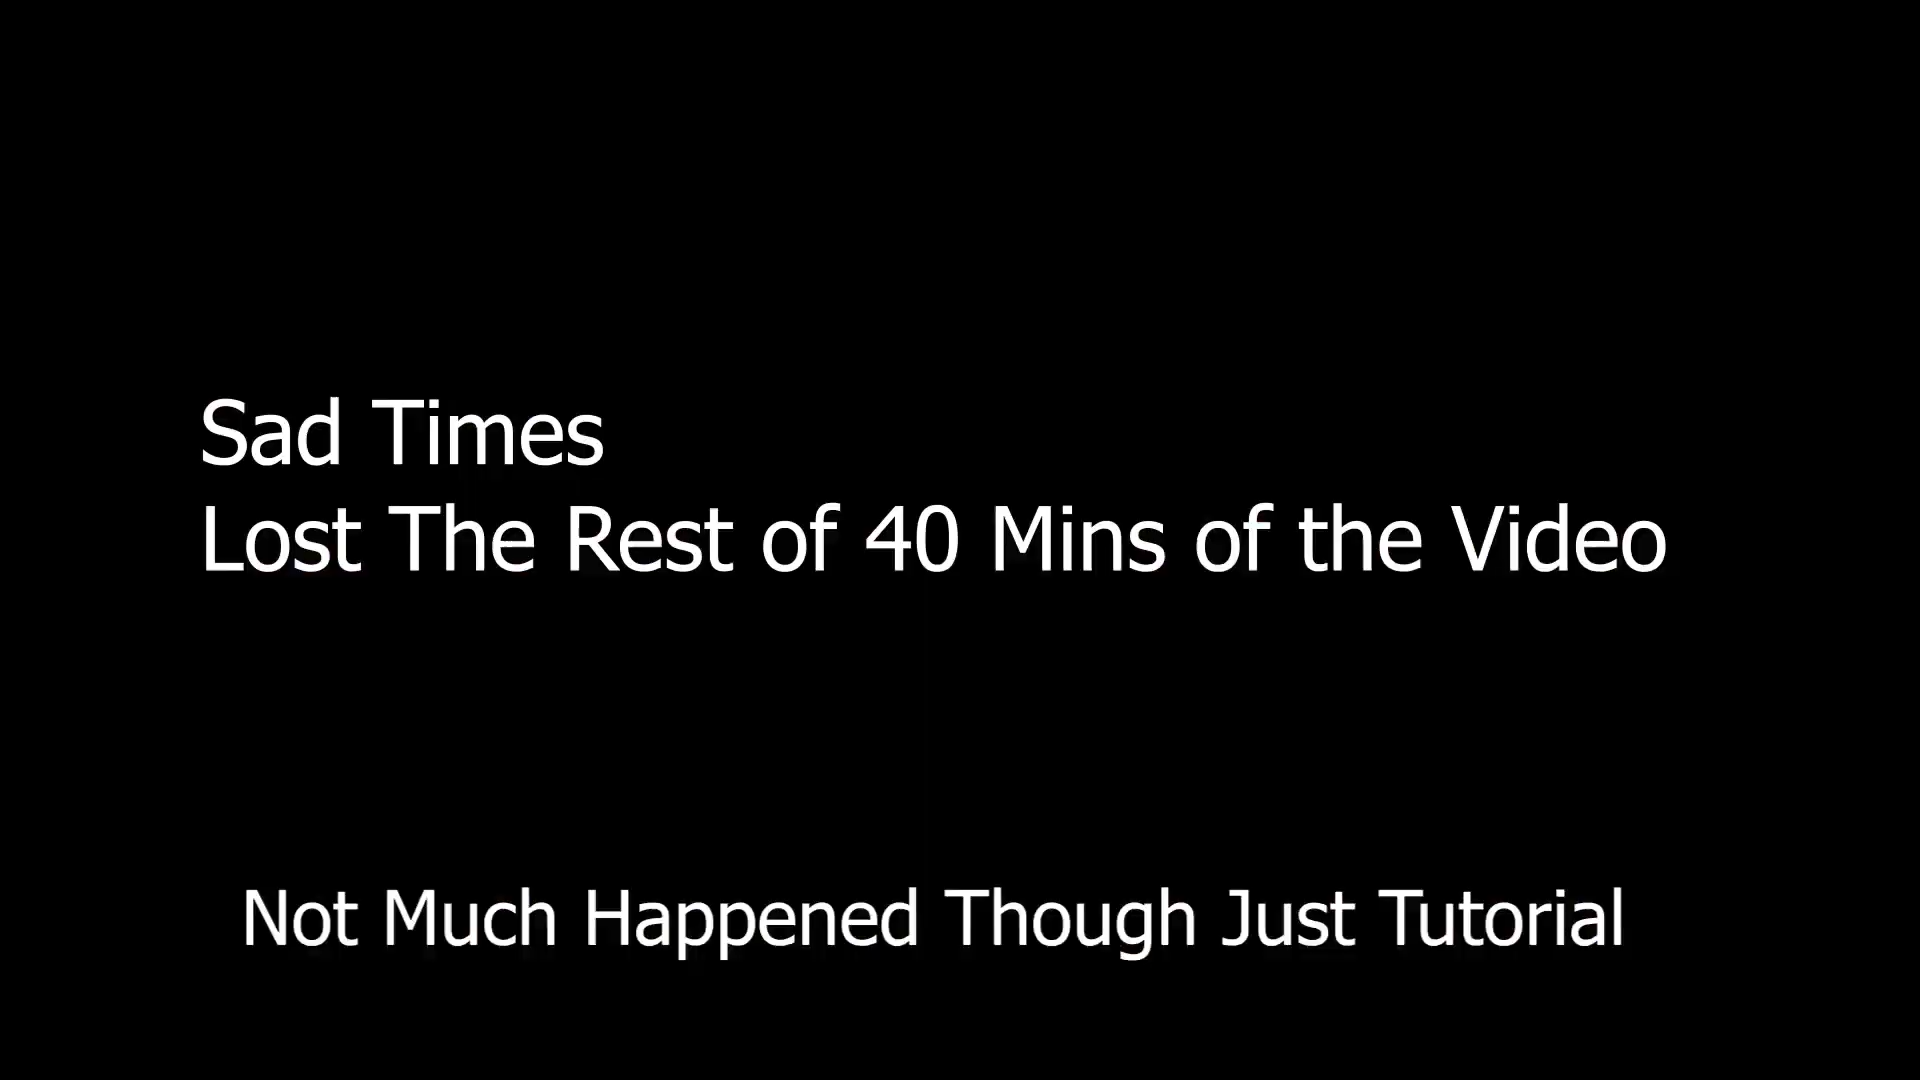 Sad Times
Lost The Rest of 40 Mins of the Video
Not Much Happened Though Just Tutorial